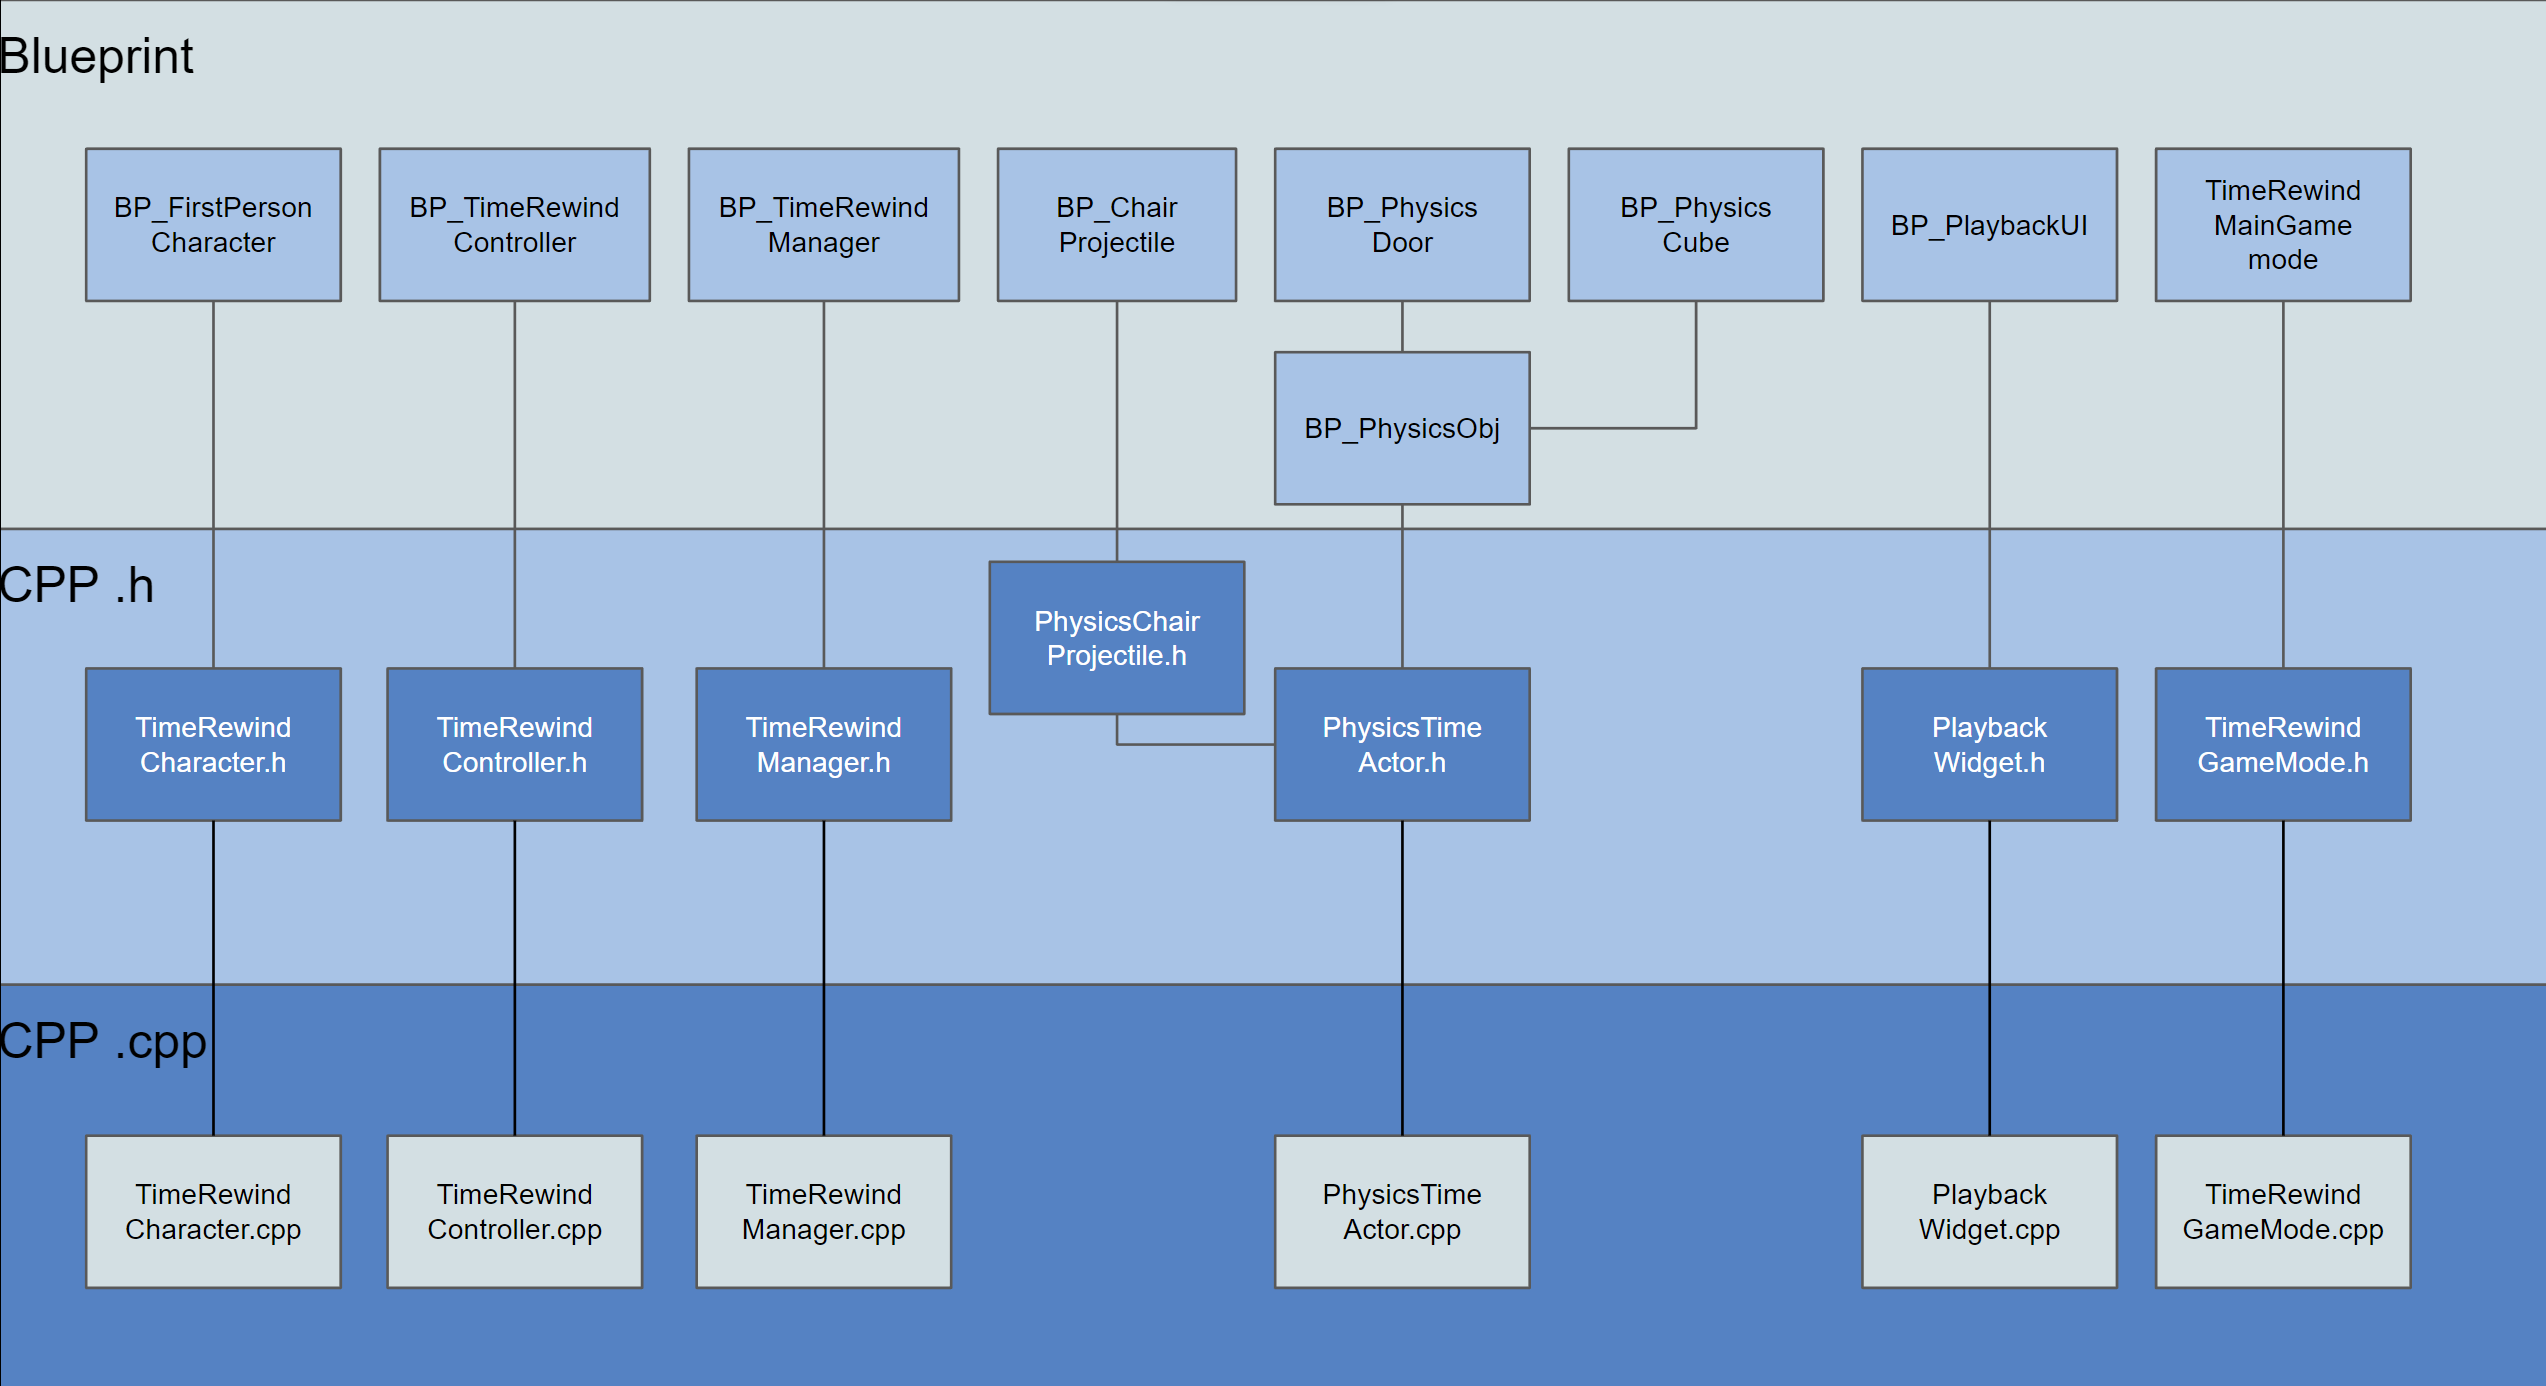 Blueprint
BP_FirstPerson
Character
BP_TimeRewind
Controller
BP_TimeRewind
Manager
BP_Chair
Projectile
BP_Physics
Door
BP_Physics
Cube
BP_PlaybackUI
TimeRewind
MainGame
mode
BP_PhysicsObj
CPP .h
PhysicsChair
Projectile.h
TimeRewind
Character.h
TimeRewind
Controller.h
TimeRewind
Manager.h
PhysicsTime
Actor.h
Playback
Widget.h
TimeRewind
GameMode.h
CPP .cpp
TimeRewind
Character.cpp
TimeRewind
Controller.cpp
TimeRewind
Manager.cpp
PhysicsTime
Actor.cpp
Playback
Widget.cpp
TimeRewind
GameMode.cpp